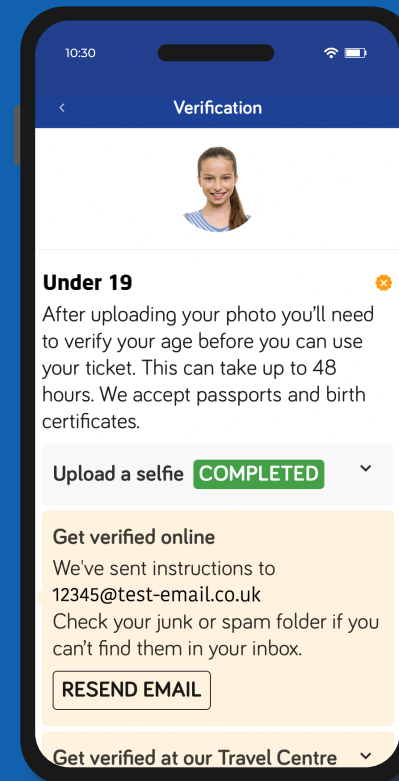 10:30
Verification
Under 19
After uploading your photo you’ll need
to verify your age before you can use
your ticket. This can take up to 48
hours. We accept passports and birth
certificates.
Upload a selfie COMPLETED
Get verified online
We've sent instructions to
12345@test-email.co.uk
Check your junk or spam folder if you
can’t find them in your inbox.
RESEND EMAIL
Get verified at our Travel Centre